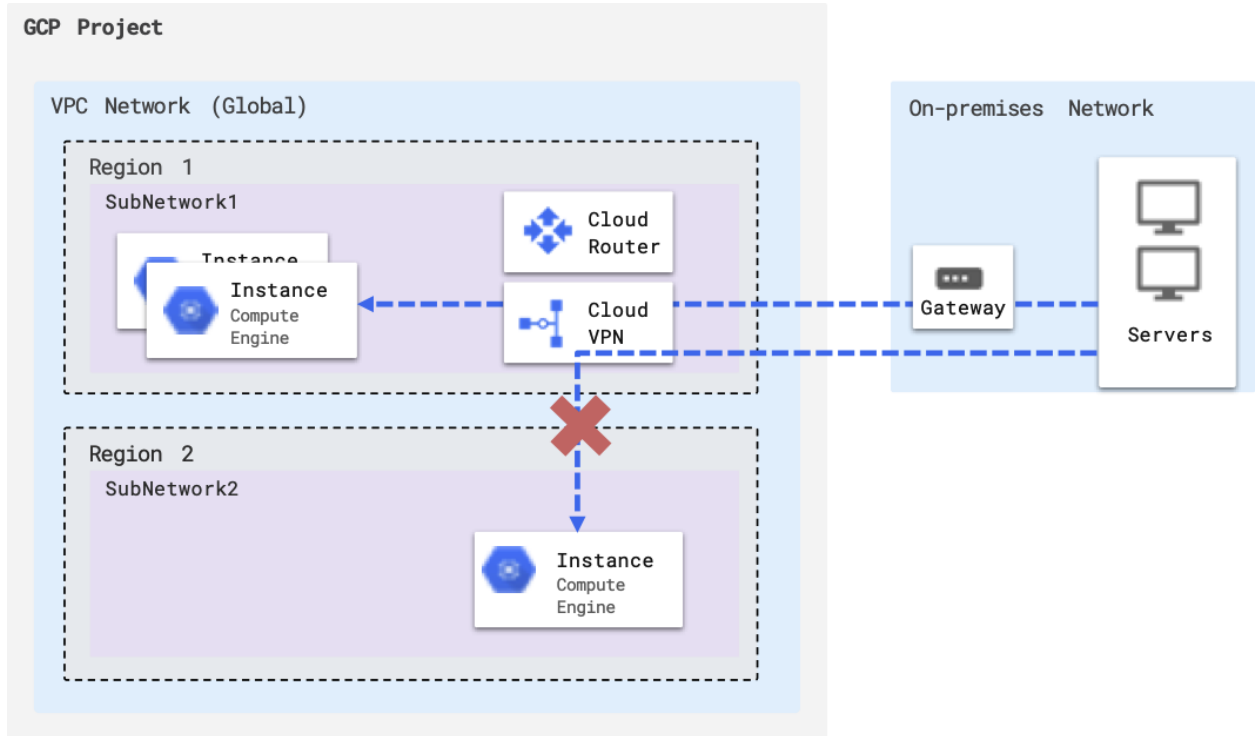 GCP Project
VPC Network (Global)
On-premises Network
Region 1
SubNetwork1
Instance
Instance
Compute
Engine
Cloud
Router
Cloud
VPN
Gateway
Servers
Region 2
SubNetwork2
Instance
Compute
Engine